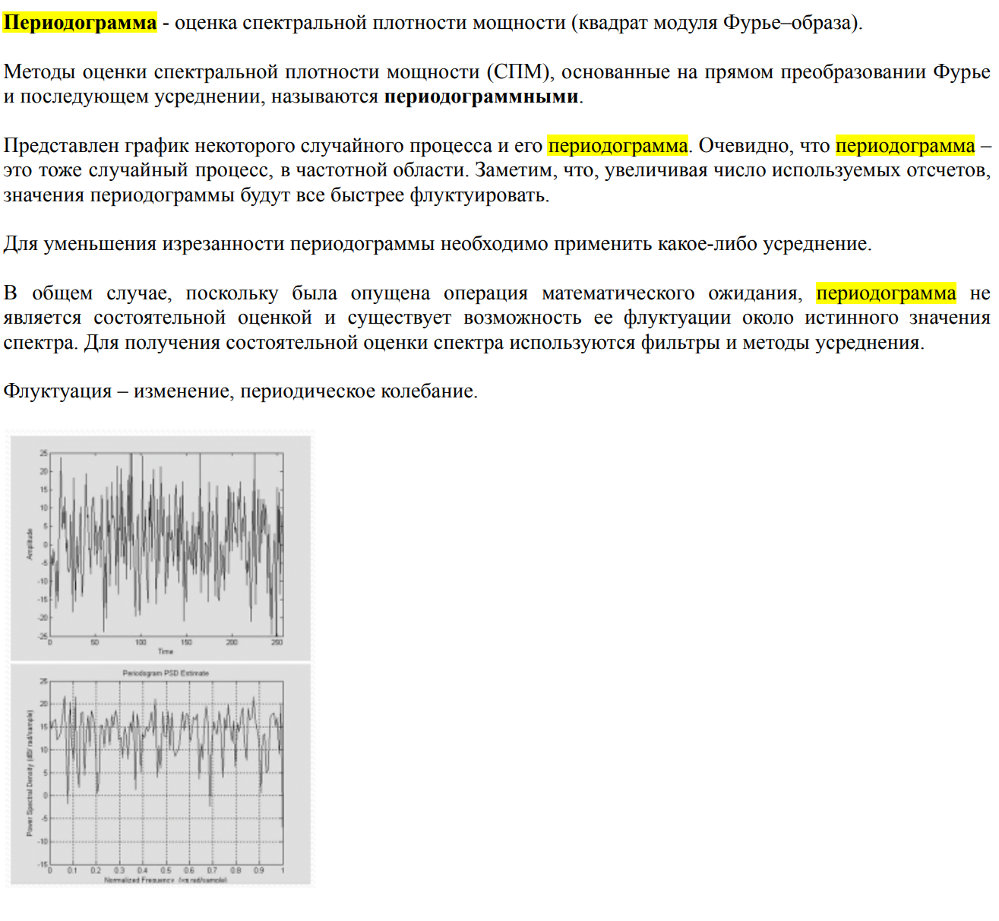 Периодограмма - оценка спектральной плотности мощности (квадрат модуля Фурье–образа).
Методы оценки спектральной плотности мощности (СПМ), основанные на прямом преобразовании Фурье
и последующем усреднении, называются периодограммными.
Представлен график некоторого случайного процесса и его периодограмма. Очевидно, что периодограмма –
это тоже случайный процесс, в частотной области. Заметим, что, увеличивая число используемых отсчетов,
значения периодограммы будут все быстрее флуктуировать.
Для уменьшения изрезанности периодограммы необходимо применить какое-либо усреднение.
В общем случае, поскольку была опущена операция математического ожидания, периодограмма не
является состоятельной оценкой и существует возможность ее флуктуации около истинного значения
спектра. Для получения состоятельной оценки спектра используются фильтры и методы усреднения.
Флуктуация – изменение, периодическое колебание.
25
20
15
10
5
0
-5
-10
-15
-20
-25
Amplitude
0 50 100 150 200 250
Time
Periodogram PSD Estimate
25
20
15
10
5
0
-5
-10
-15
Power Spectral Density (dB/ rad/sample)
0 0.1 0.2 0.3 0.4 0.5 0.6 0.7 0.8 0.9 1
Normalized Frequency (×π rad/sample)